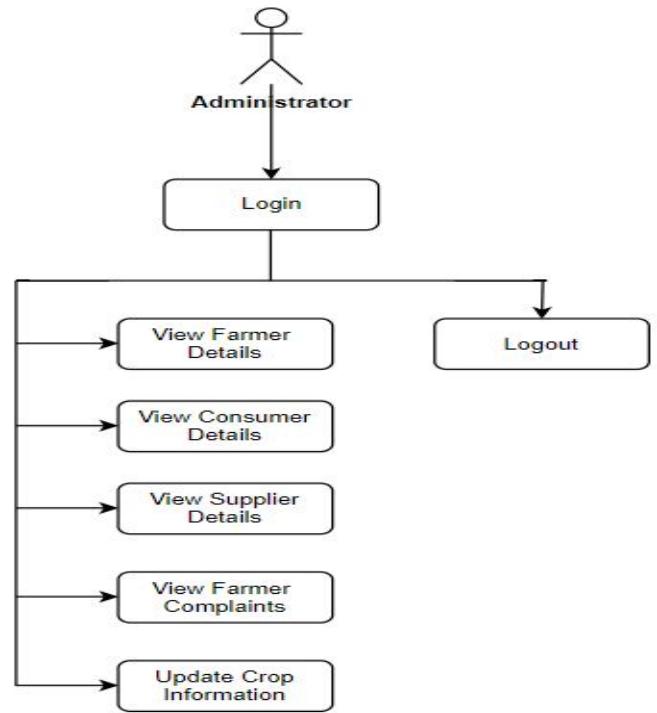 Administrator
Login
View Farmer
Details
Logout
View Consumer
Details
View Supplier
Details
View Farmer
Complaints
Update Crop
Information